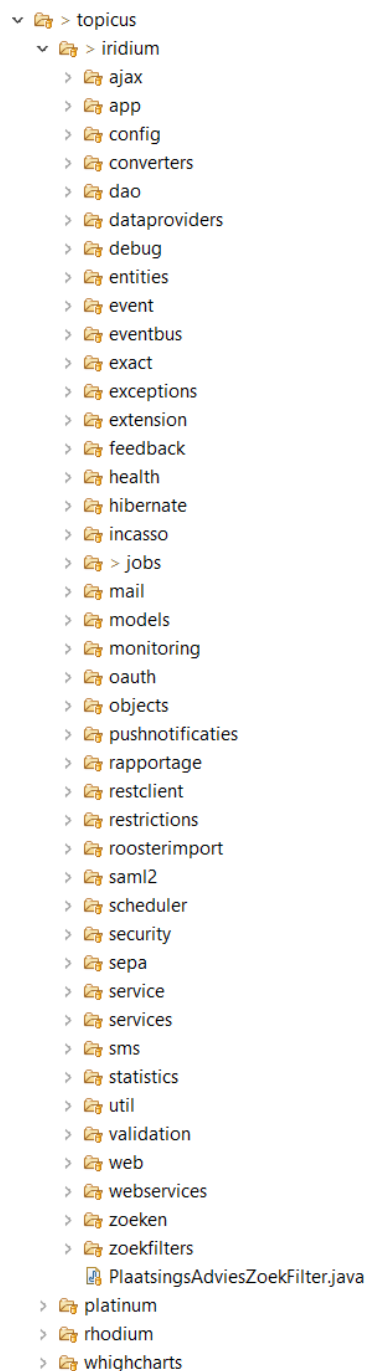 > topicus
> iridium
ajax
app
config
converters
dao
dataproviders
debug
entities
event
eventbus
exact
exceptions
extension
feedback
health
hibernate
incasso
> jobs
mail
models
monitoring
oauth
objects
pushnotificaties
rapportage
restclient
restrictions
roosterimport
saml2
scheduler
security
sepa
service
services
sms
statistics
util
validation
web
webservices
zoeken
zoekfilters
PlaatsingsAdviesZoekFilter.java
platinum
rhodium
whighcharts